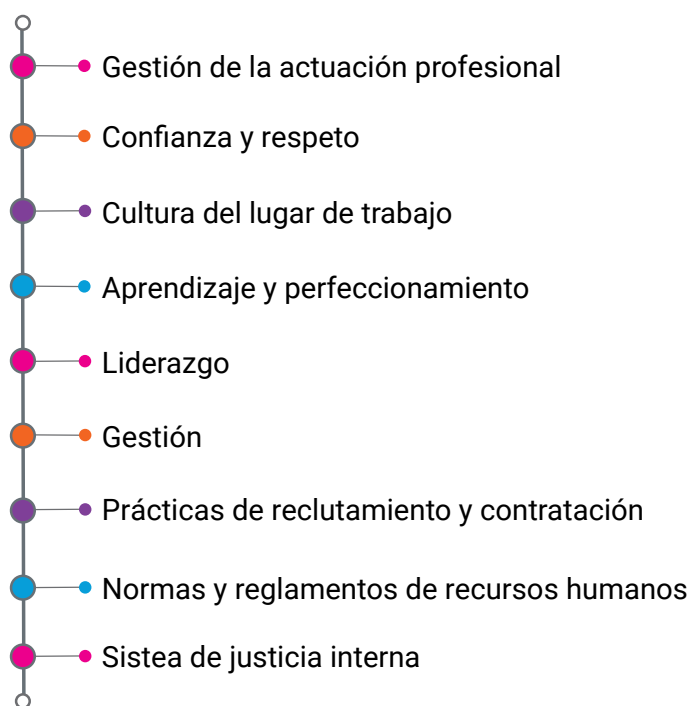 Gestión de la actuación profesional
Confianza y respeto
Cultura del lugar de trabajo
Aprendizaje y perfeccionamiento
Liderazgo
Gestión
Prácticas de reclutamiento y contratación
Normas y reglamentos de recursos humanos
Sistea de justicia interna